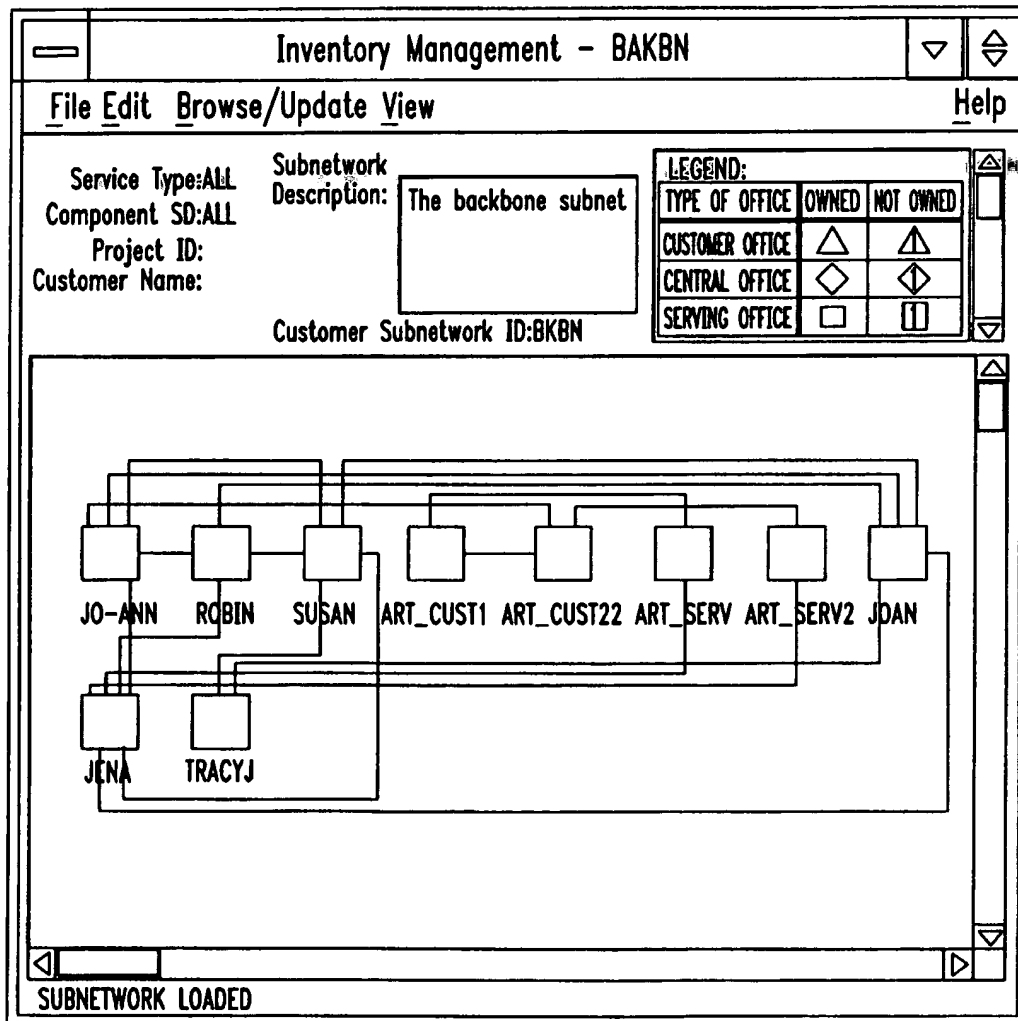 Inventory Management - BAKBN
File Edit Browse/Update View Help
Service Type:ALL
Component SD:ALL
Project ID:
Customer Name:
Subnetwork
Description:
The backbone subnet
Customer Subnetwork ID:BKBN
LEGEND:
TYPE OF OFFICE OWNED NOT OWNED
CUSTOMER OFFICE
CENTRAL OFFICE
SERVING OFFICE
JO-ANN ROBIN SUSAN ART_CUST1 ART_CUST22 ART_SERV ART_SERV2 JOAN
JENA TRACYJ
SUBNETWORK LOADED